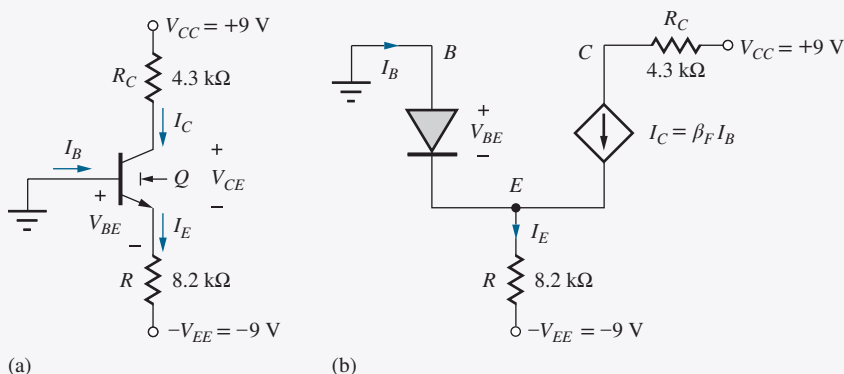 V_CC = +9 V
R_C 4.3 kΩ
I_C
I_B
+
Q V_CE
−
+
V_BE
−
I_E
R 8.2 kΩ
−V_EE = −9 V
(a)
B
I_B
+
V_BE
−
C
R_C
4.3 kΩ
V_CC = +9 V
I_C = β_F I_B
E
I_E
R 8.2 kΩ
−V_EE = −9 V
(b)